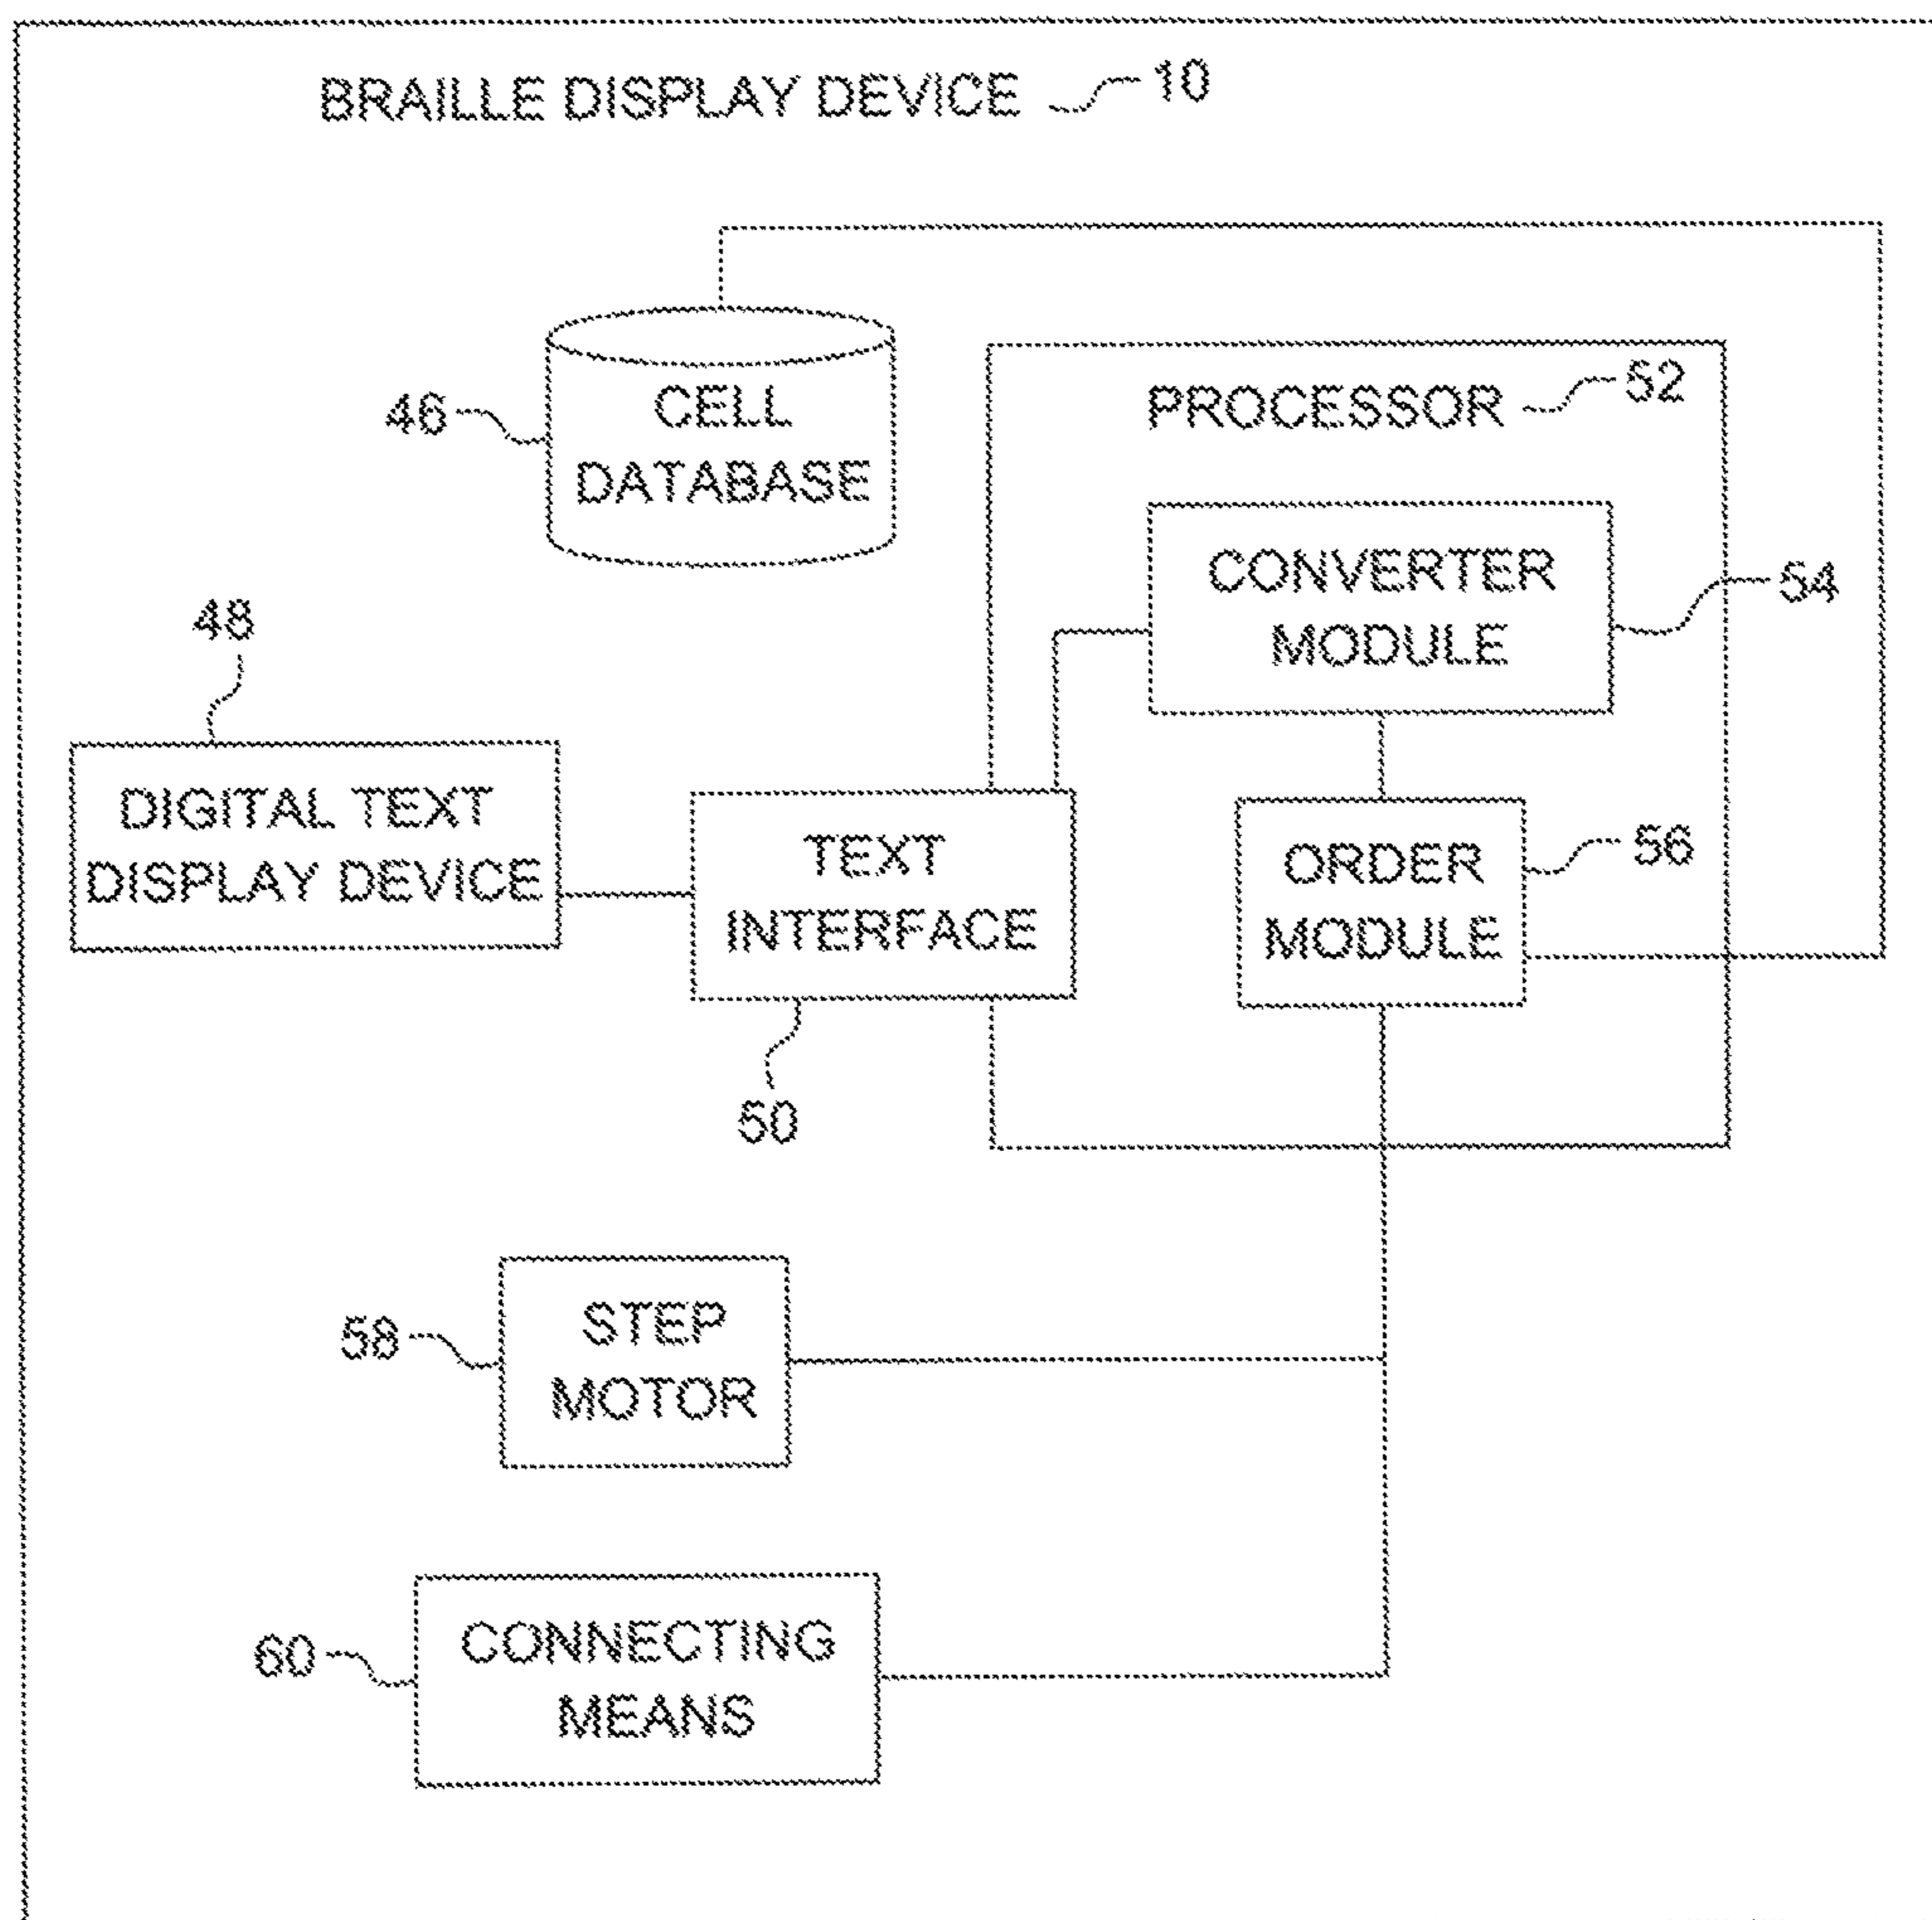 BRAILLE DISPLAY DEVICE 10
46
CELL
DATABASE
PROCESSOR 52
CONVERTER
MODULE
54
48
DIGITAL TEXT
DISPLAY DEVICE
TEXT
INTERFACE
50
ORDER
MODULE
56
58
STEP
MOTOR
60
CONNECTING
MEANS